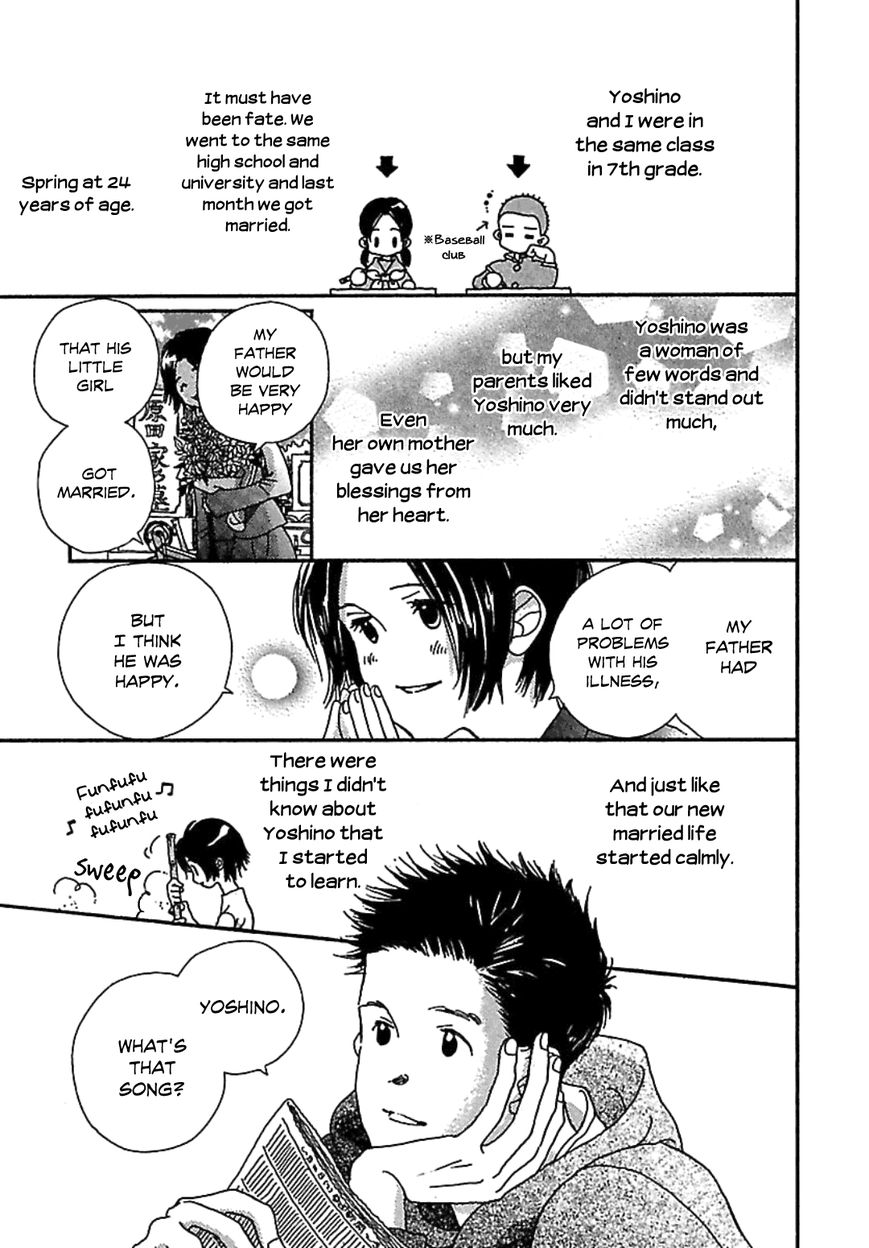 Yoshino
and I were in
the same class
in 7th grade.
It must have
been fate. We
went to the same
high school and
university and last
month we got
married.
※Baseball
club
Spring at 24
years of age.
Yoshino was
a woman of
few words and
didn't stand out
much,
but my
parents liked
Yoshino very
much.
Even
her own mother
gave us her
blessings from
her heart.
MY
FATHER
WOULD
BE VERY
HAPPY
THAT HIS
LITTLE
GIRL
GOT
MARRIED.
原田家之墓
MY
FATHER
HAD
A LOT OF
PROBLEMS
WITH HIS
ILLNESS,
BUT
I THINK
HE WAS
HAPPY.
And just like
that our new
married life
started calmly.
There were
things I didn't
know about
Yoshino that
I started
to learn.
Funfufu
fufunfu
fufunfu
Sweep
YOSHINO.
WHAT'S
THAT
SONG?